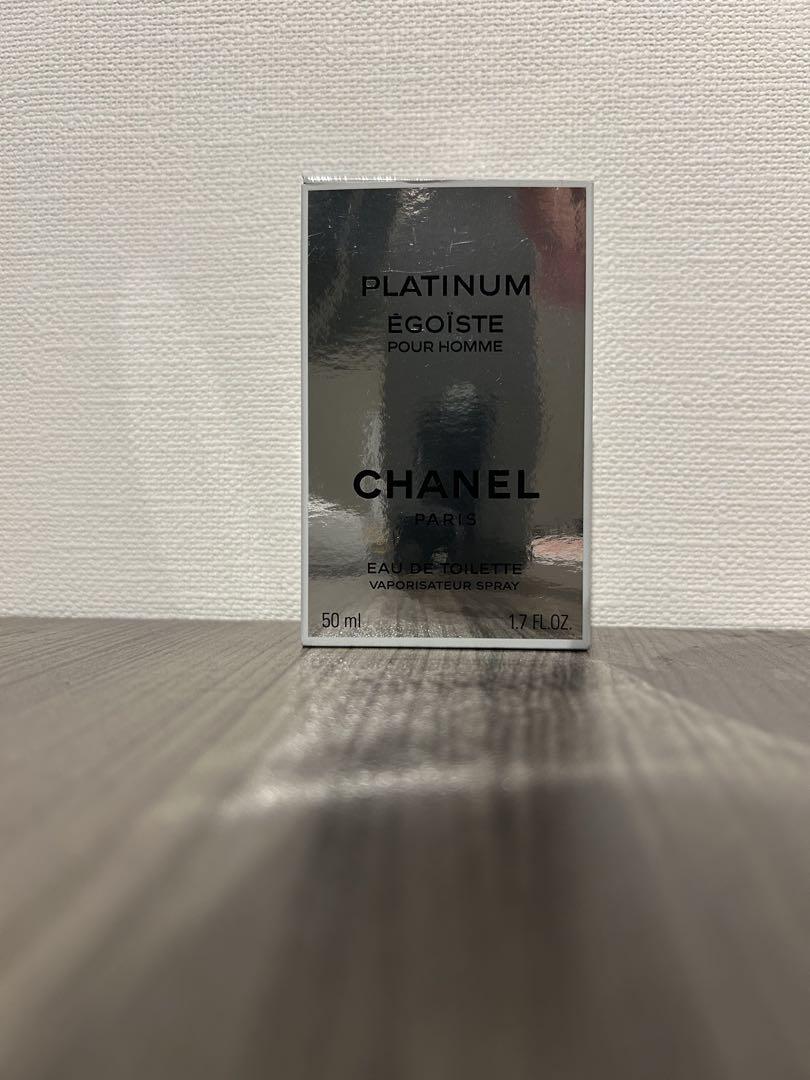 PLATINUM
ÉGOÏSTE
POUR HOMME
CHANEL
PARIS
EAU DE TOILETTE
VAPORISATEUR SPRAY
50 ml 1.7 FL.OZ.